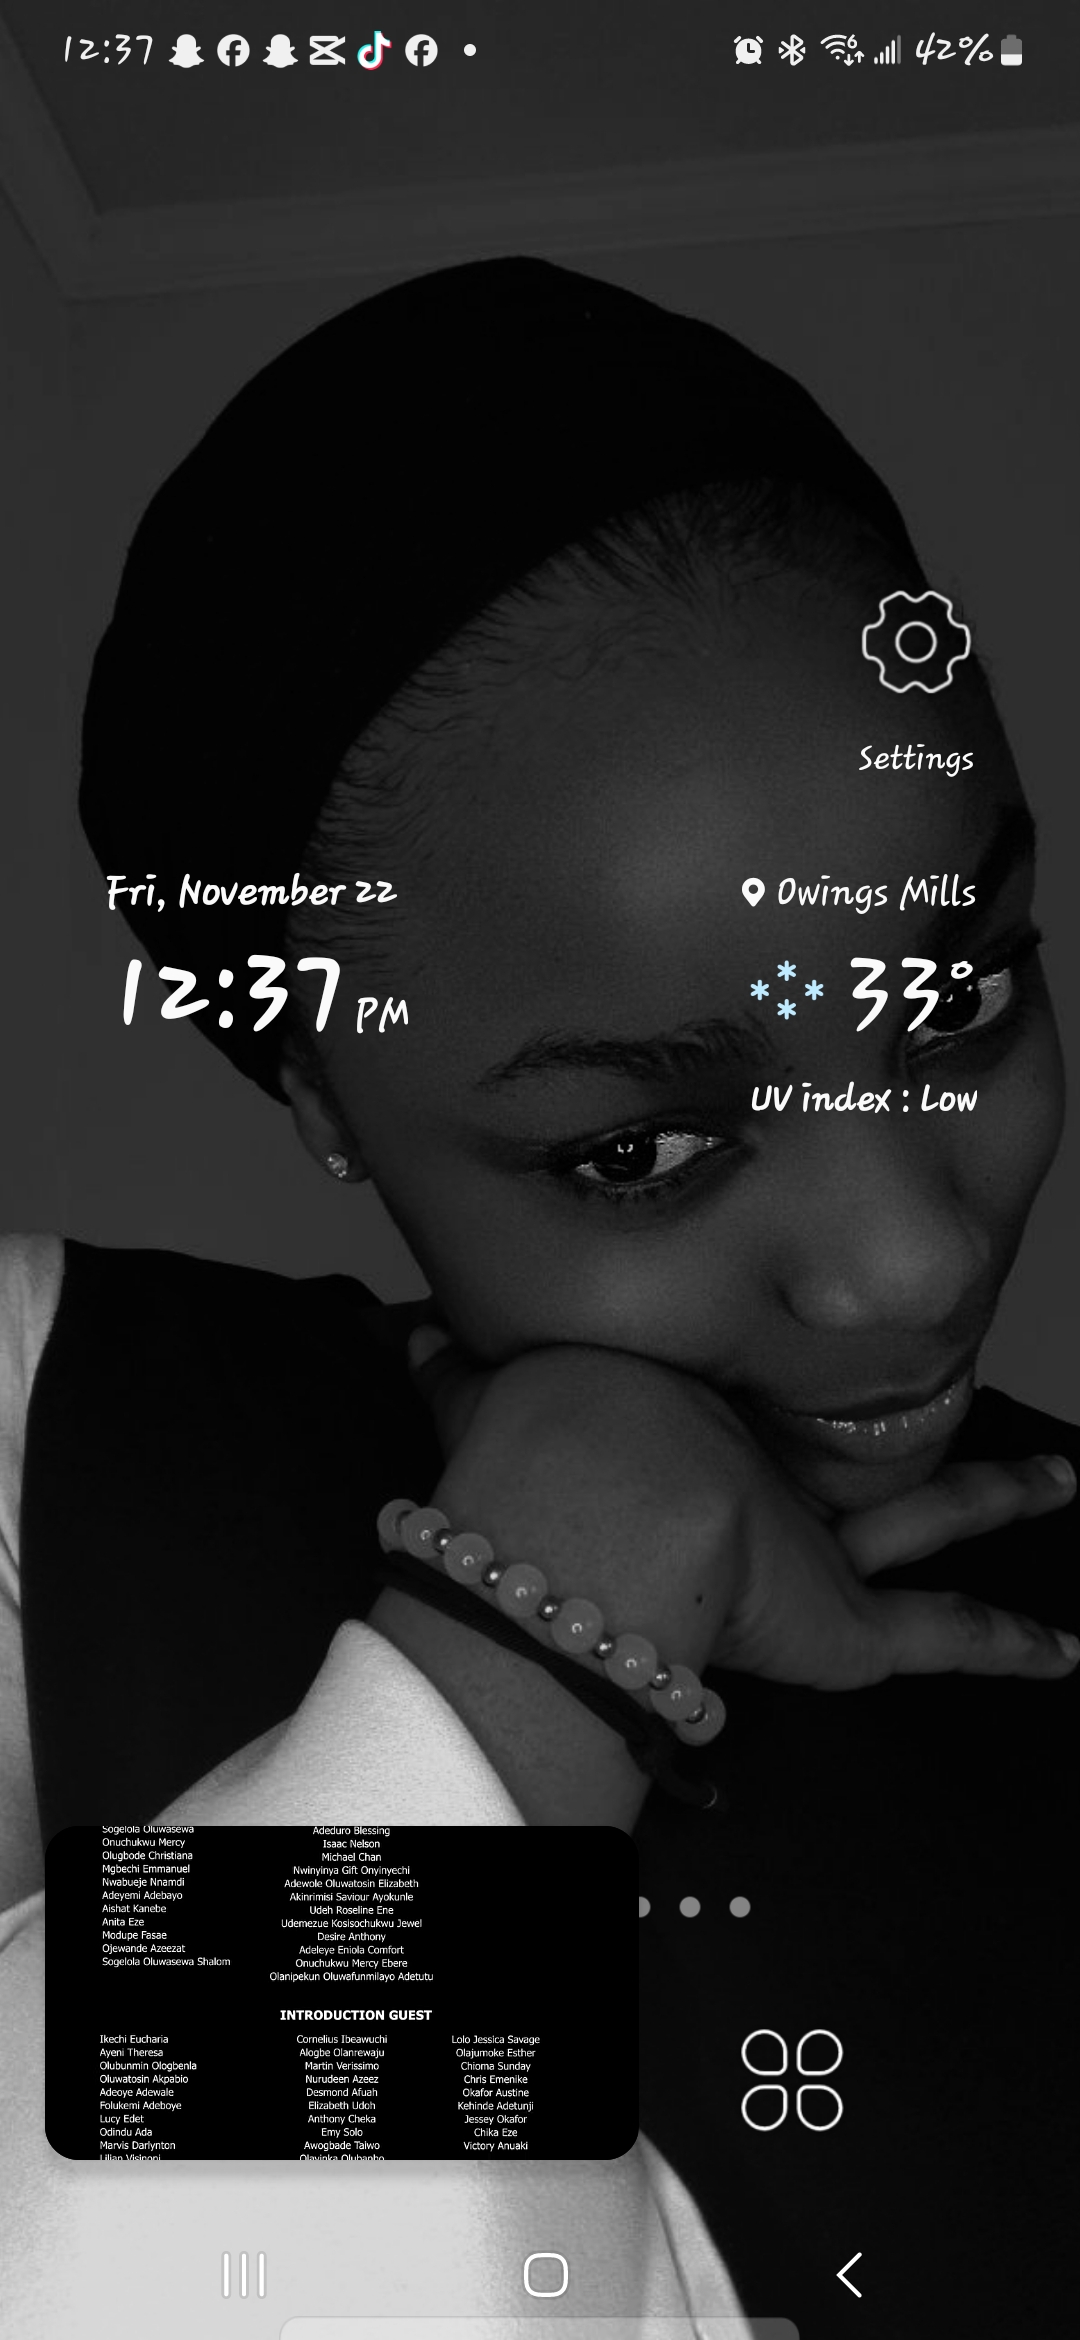 12:37
42%
Settings
Fri, November 22
Owings Mills
12:37 PM
33°
UV index : Low
Sogelola Oluwasewa
Onuchukwu Mercy
Olugbode Christiana
Mgbechi Emmanuel
Nwabueje Nnamdi
Adeyemi Adebayo
Aishat Kanebe
Anita Eze
Modupe Fasae
Ojewande Azeezat
Sogelola Oluwasewa Shalom
Adeduro Blessing
Isaac Nelson
Michael Chan
Nwinyinya Gift Onyinyechi
Adewole Oluwatosin Elizabeth
Akinrimisi Saviour Ayokunle
Udeh Roseline Ene
Udemezue Kosisochukwu Jewel
Desire Anthony
Adeleye Eniola Comfort
Onuchukwu Mercy Ebere
Olanipekun Oluwafunmilayo Adetutu
INTRODUCTION GUEST
Ikechi Eucharia
Ayeni Theresa
Olubunmin Ologbenla
Oluwatosin Akpabio
Adeoye Adewale
Folukemi Adeboye
Lucy Edet
Odindu Ada
Marvis Darlynton
Lilian
Cornelius Ibeawuchi
Alogbe Olanrewaju
Martin Verissimo
Nurudeen Azeez
Desmond Afuah
Elizabeth Udoh
Anthony Cheka
Emy Solo
Awogbade Taiwo
Olayinka
Lolo Jessica Savage
Olajumoke Esther
Chioma Sunday
Chris Emenike
Okafor Austine
Kehinde Adetunji
Jessey Okafor
Chika Eze
Victory Anuaki